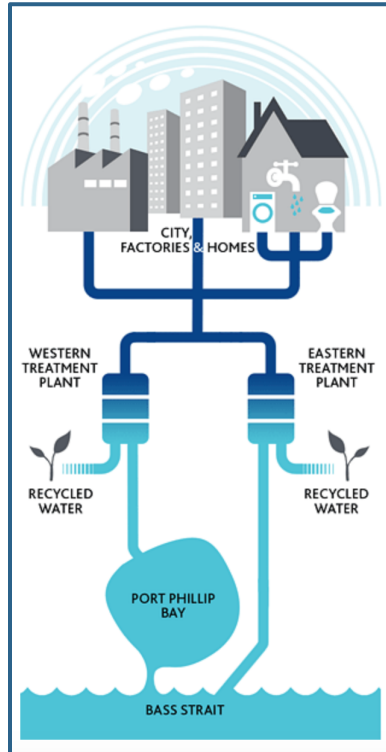 CITY,
FACTORIES & HOMES
WESTERN
TREATMENT
PLANT
EASTERN
TREATMENT
PLANT
RECYCLED
WATER
RECYCLED
WATER
PORT PHILLIP
BAY
BASS STRAIT